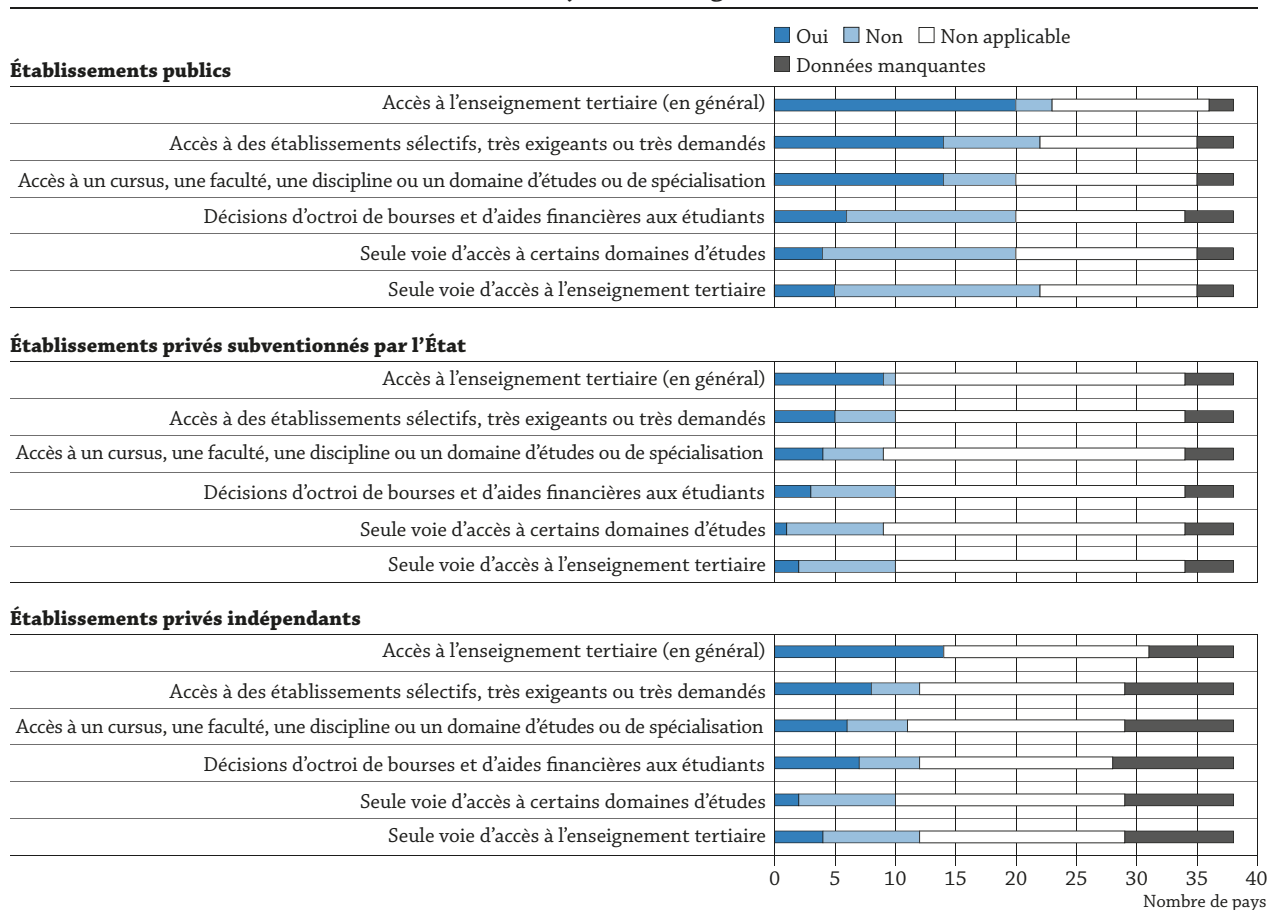 Oui Non Non applicable
Données manquantes
Établissements publics
Accès à l'enseignement tertiaire (en général)
Accès à des établissements sélectifs, très exigeants ou très demandés
Accès à un cursus, une faculté, une discipline ou un domaine d'études ou de spécialisation
Décisions d'octroi de bourses et d'aides financières aux étudiants
Seule voie d'accès à certains domaines d'études
Seule voie d'accès à l'enseignement tertiaire
Établissements privés subventionnés par l'État
Accès à l'enseignement tertiaire (en général)
Accès à des établissements sélectifs, très exigeants ou très demandés
Accès à un cursus, une faculté, une discipline ou un domaine d'études ou de spécialisation
Décisions d'octroi de bourses et d'aides financières aux étudiants
Seule voie d'accès à certains domaines d'études
Seule voie d'accès à l'enseignement tertiaire
Établissements privés indépendants
Accès à l'enseignement tertiaire (en général)
Accès à des établissements sélectifs, très exigeants ou très demandés
Accès à un cursus, une faculté, une discipline ou un domaine d'études ou de spécialisation
Décisions d'octroi de bourses et d'aides financières aux étudiants
Seule voie d'accès à certains domaines d'études
Seule voie d'accès à l'enseignement tertiaire
0 5 10 15 20 25 30 35 40
Nombre de pays